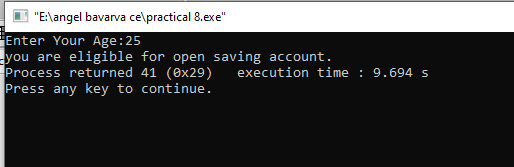 "E:\angel bavarva ce\practical 8.exe"
Enter Your Age:25
you are eligible for open saving account.
Process returned 41 (0x29)   execution time : 9.694 s
Press any key to continue.